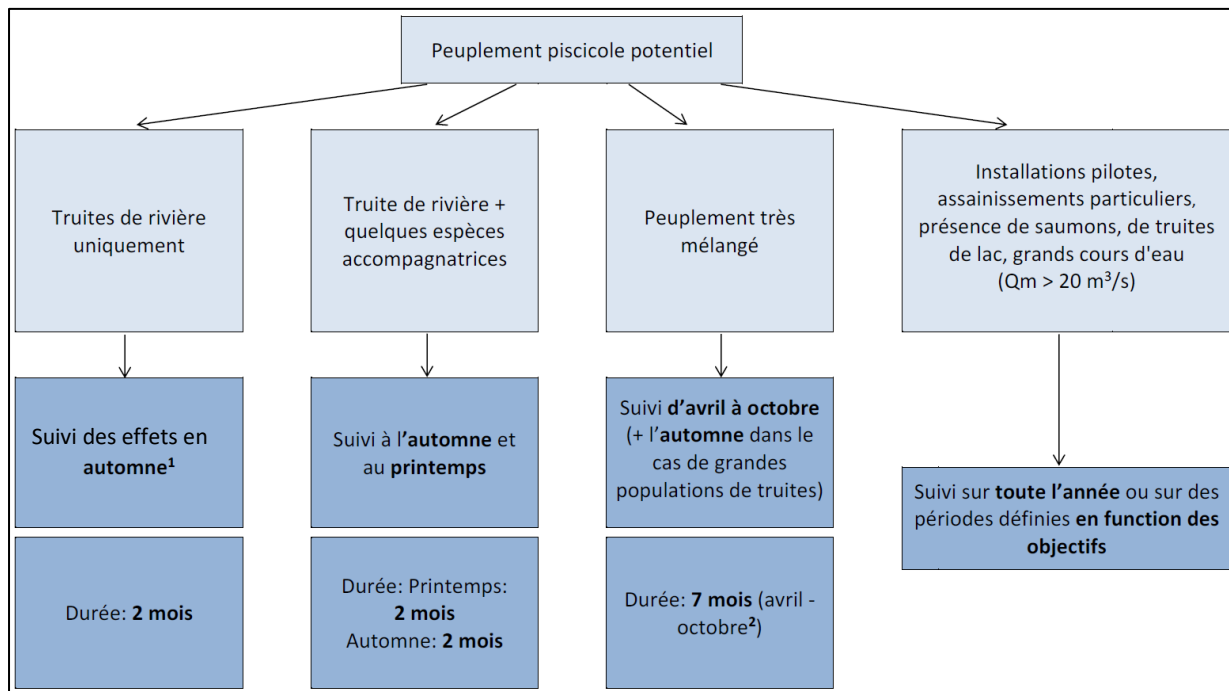 Peuplement piscicole potentiel
Truites de rivière
uniquement
Truite de rivière +
quelques espèces
accompagnatrices
Peuplement très
mélangé
Installations pilotes,
assainissements particuliers,
présence de saumons, de truites
de lac, grands cours d'eau
(Qm > 20 m³/s)
Suivi des effets en
automne¹
Suivi à l'automne et
au printemps
Suivi d’avril à octobre
(+ l’automne dans le
cas de grandes
populations de truites)
Suivi sur toute l’année ou sur des
périodes définies en function des
objectifs
Durée: 2 mois
Durée: Printemps:
2 mois
Automne: 2 mois
Durée: 7 mois (avril -
octobre²)